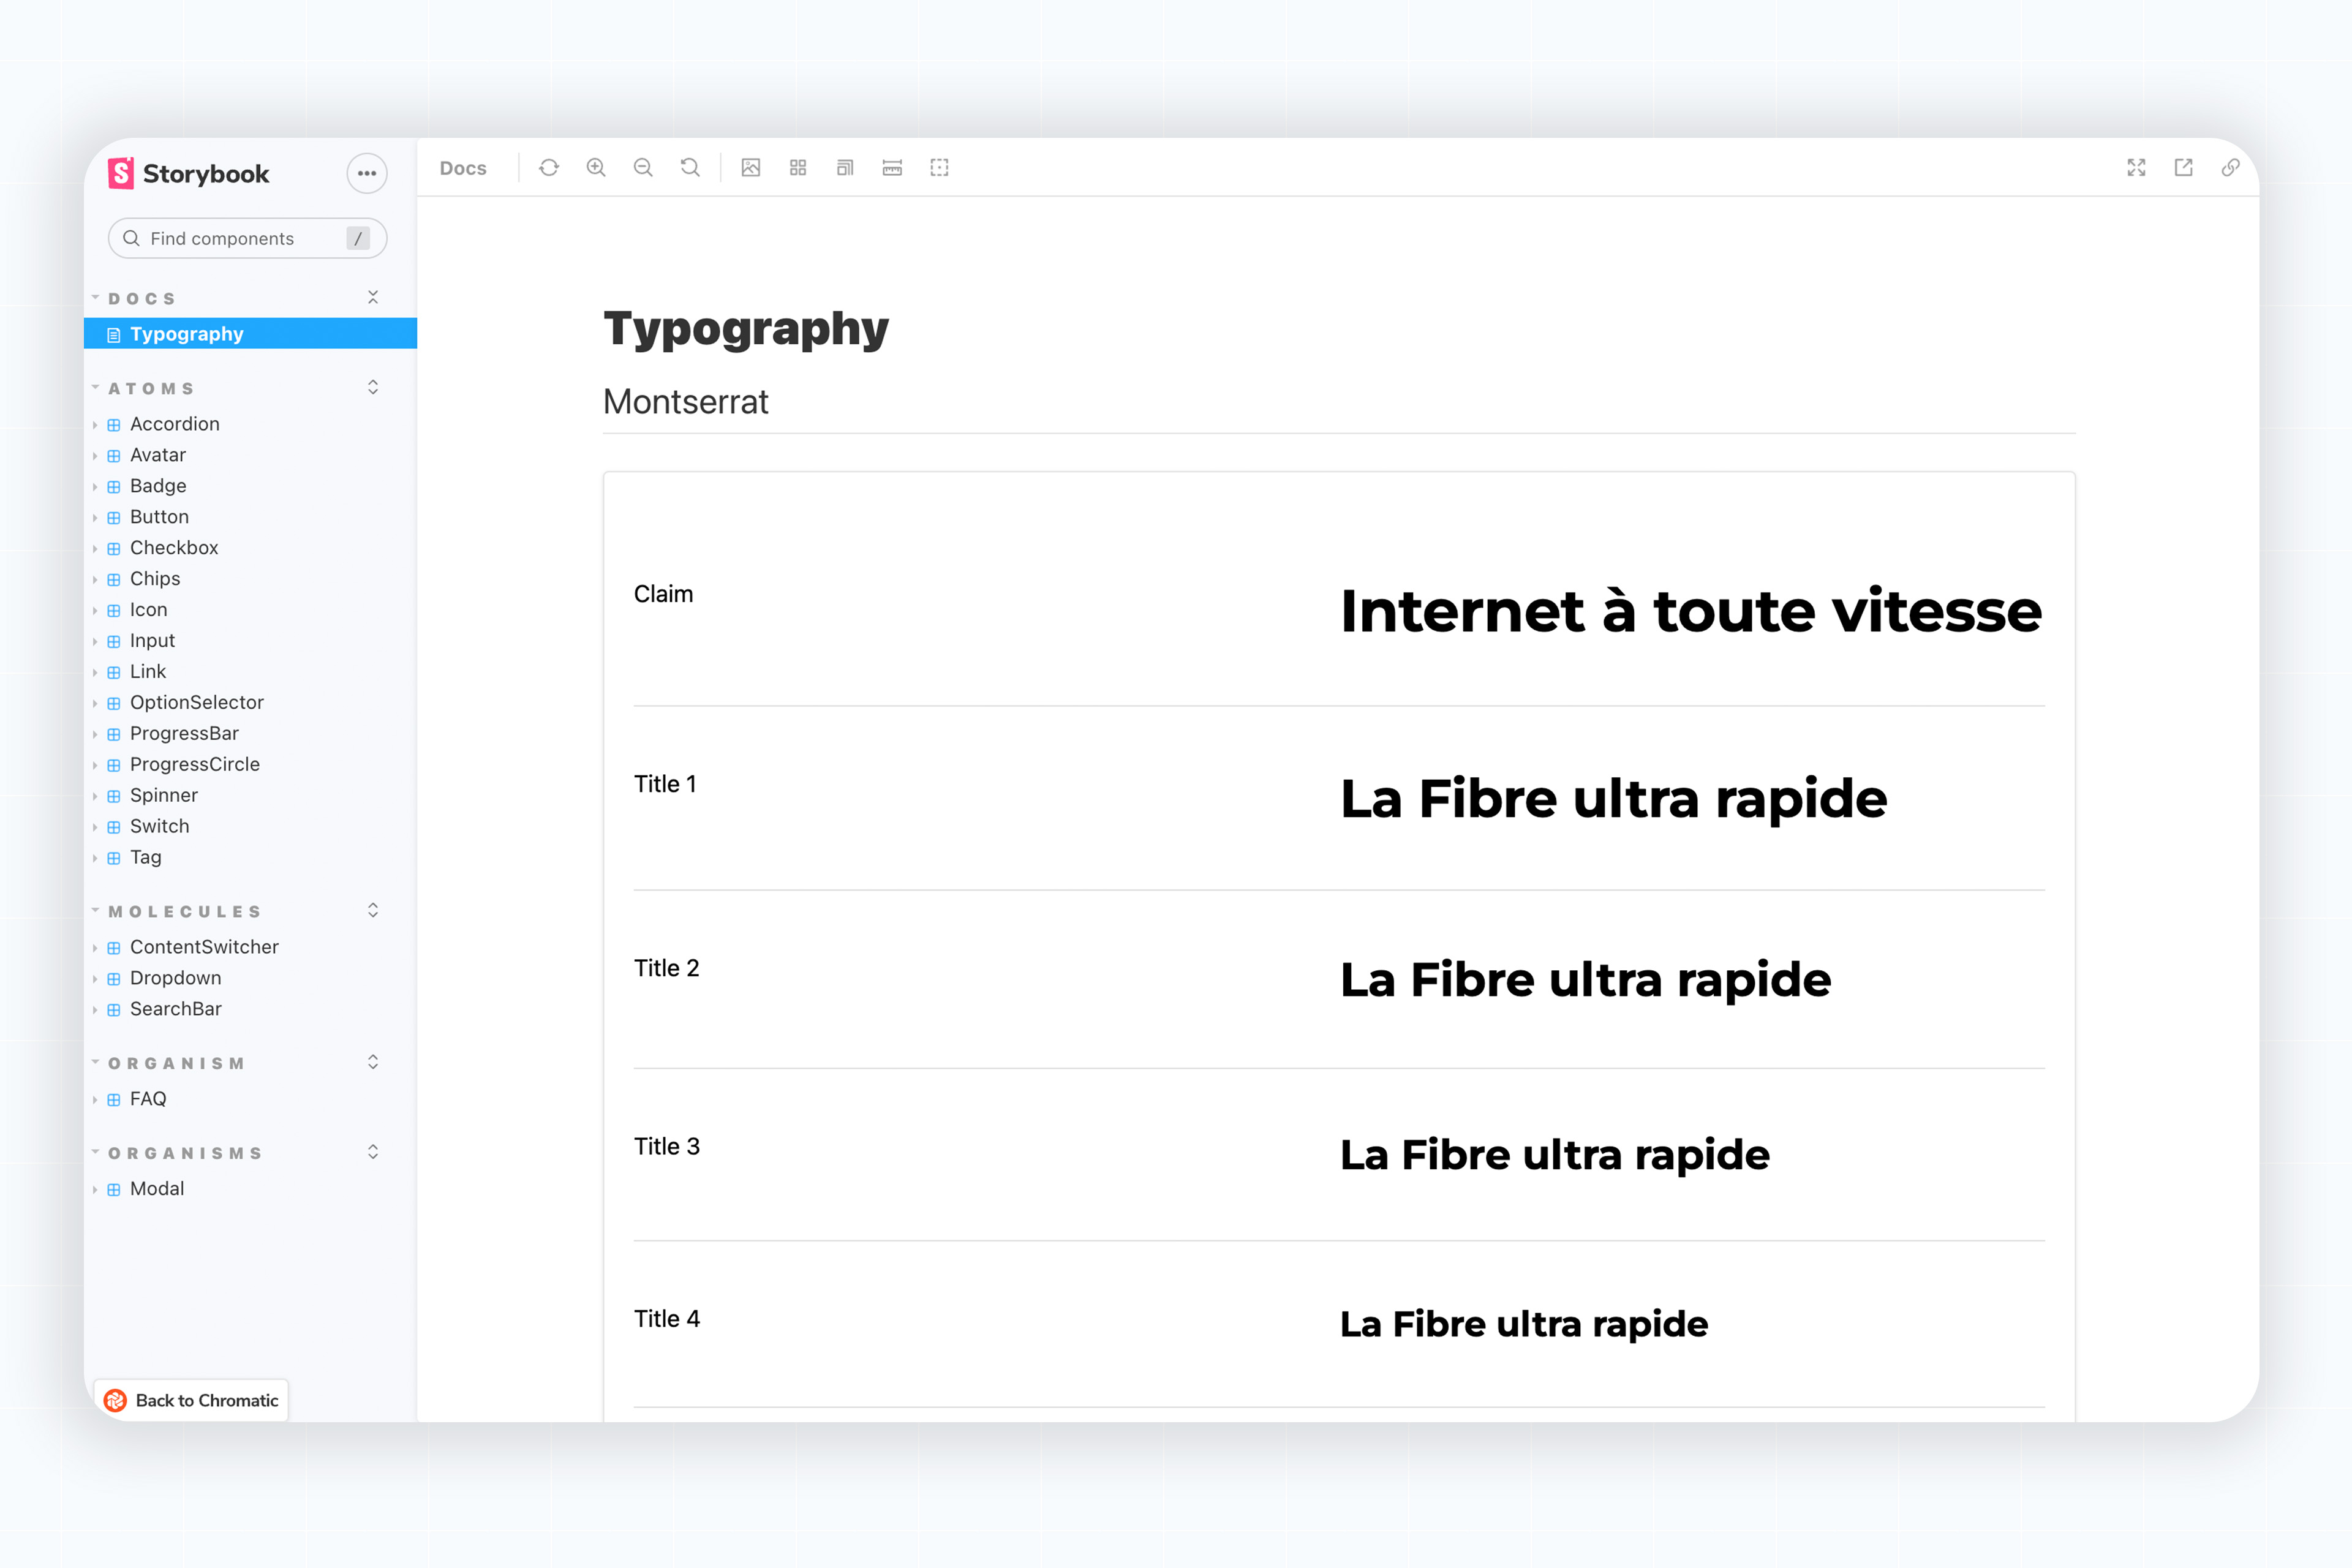 Storybook
Find components /
DOCS
Typography
ATOMS
Accordion
Avatar
Badge
Button
Checkbox
Chips
Icon
Input
Link
OptionSelector
ProgressBar
ProgressCircle
Spinner
Switch
Tag
MOLECULES
ContentSwitcher
Dropdown
SearchBar
ORGANISM
FAQ
ORGANISMS
Modal
Back to Chromatic
Docs
Typography
Montserrat
Claim
Internet à toute vitesse
Title 1
La Fibre ultra rapide
Title 2
La Fibre ultra rapide
Title 3
La Fibre ultra rapide
Title 4
La Fibre ultra rapide